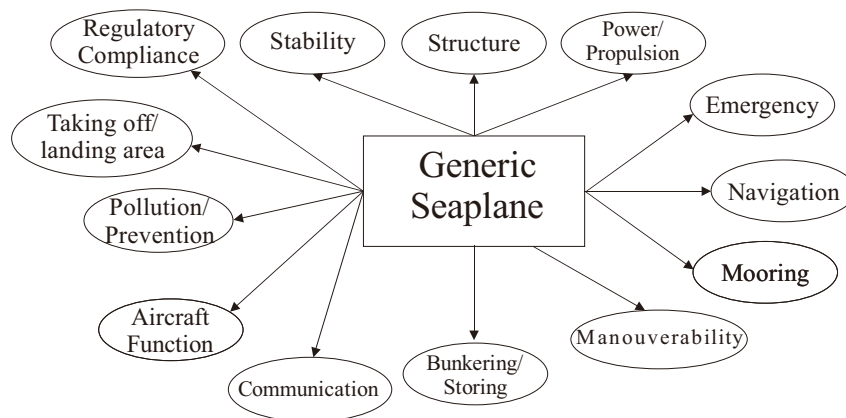 Regulatory
Compliance
Stability
Structure
Power/
Propulsion
Taking off/
landing area
Generic
Seaplane
Emergency
Pollution/
Prevention
Navigation
Mooring
Aircraft
Function
Manouverability
Communication
Bunkering/
Storing